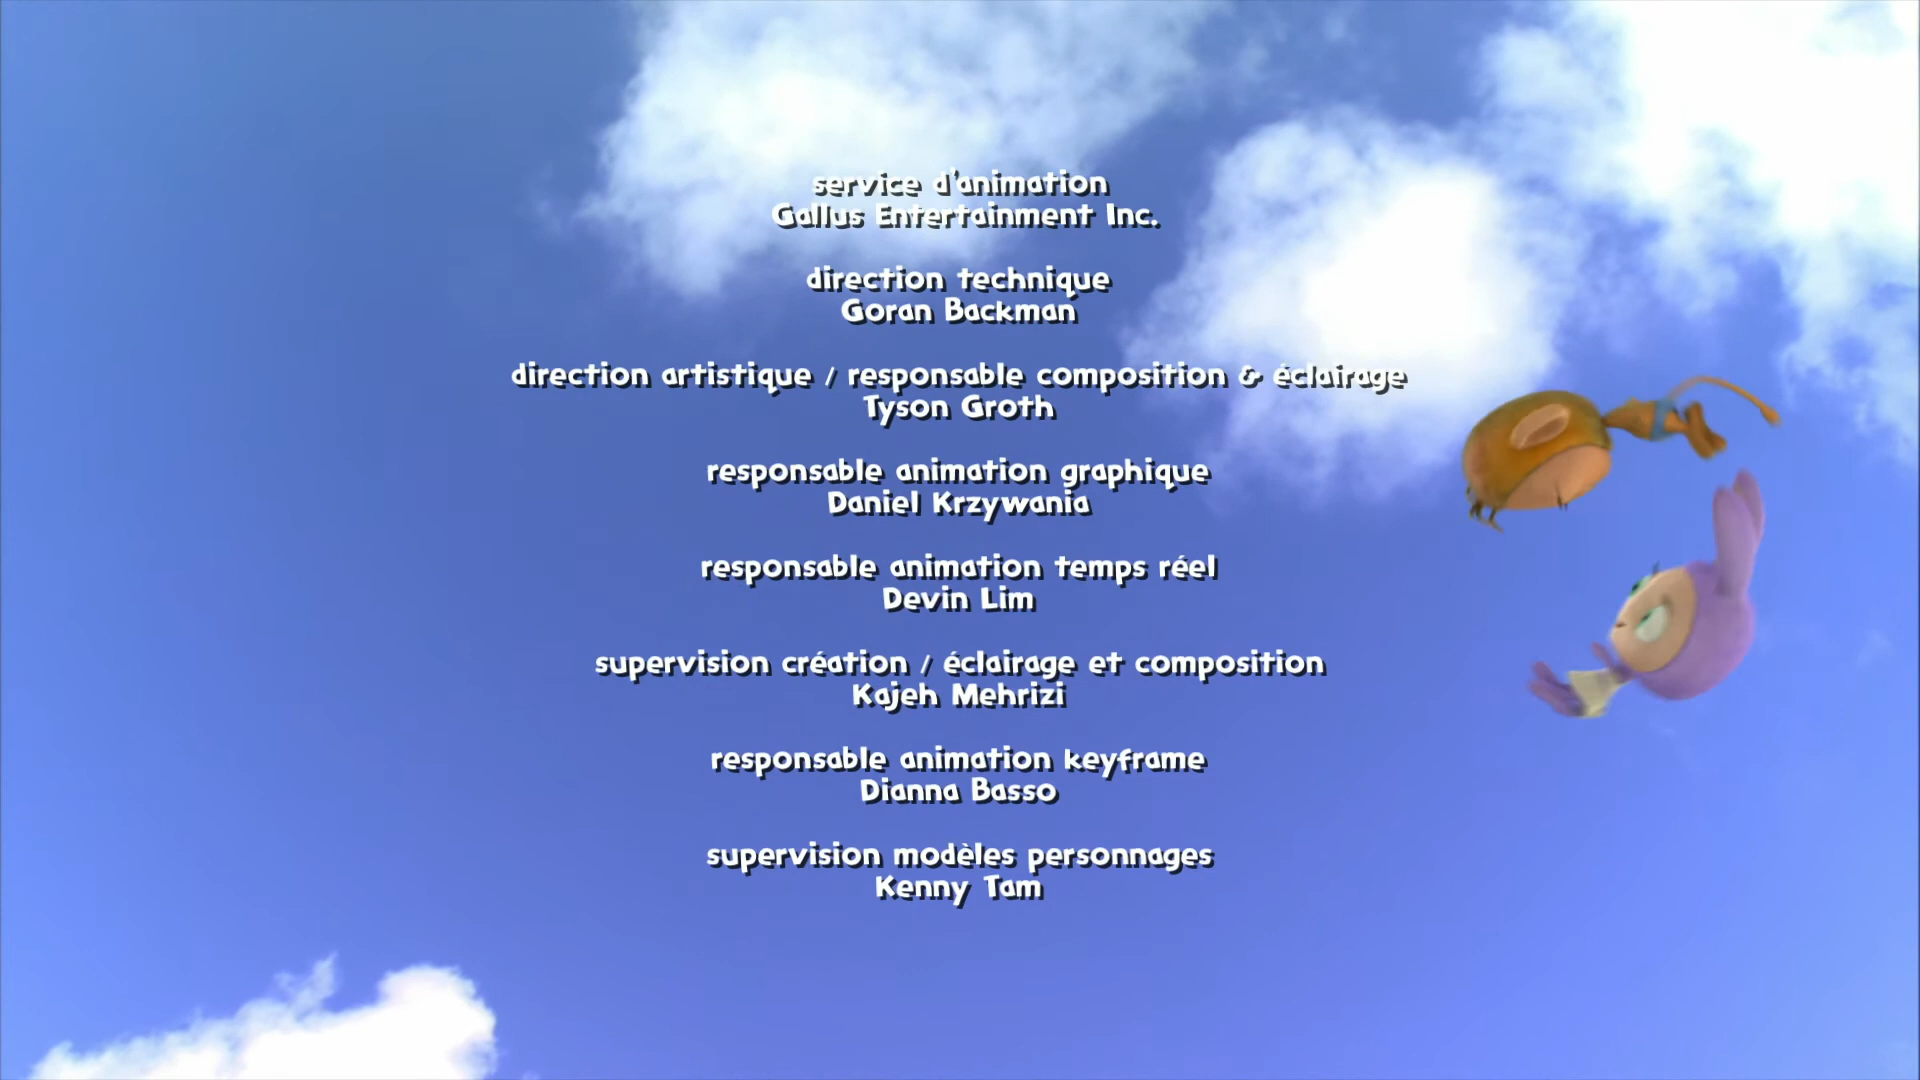 service d'animation
Gallus Entertainment Inc.
direction technique
Goran Backman
direction artistique / responsable composition & éclairage
Tyson Groth
responsable animation graphique
Daniel Krzywania
responsable animation temps réel
Devin Lim
supervision création / éclairage et composition
Kajeh Mehrizi
responsable animation keyframe
Dianna Basso
supervision modèles personnages
Kenny Tam